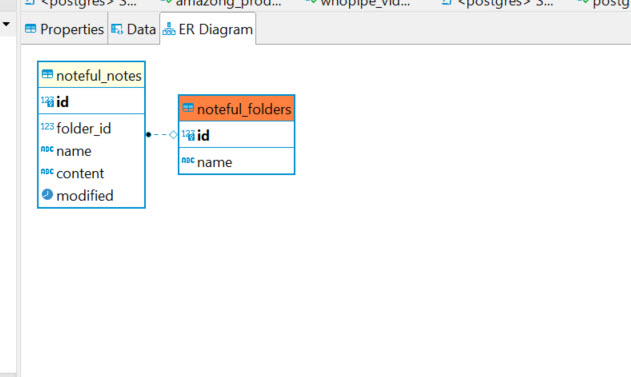 <postgres> S...
amazong_prod...
whopipe_vid...
<postgres> S...
Properties
Data
ER Diagram
noteful_notes
123 id
123 folder_id
ABC name
ABC content
modified
noteful_folders
123 id
ABC name